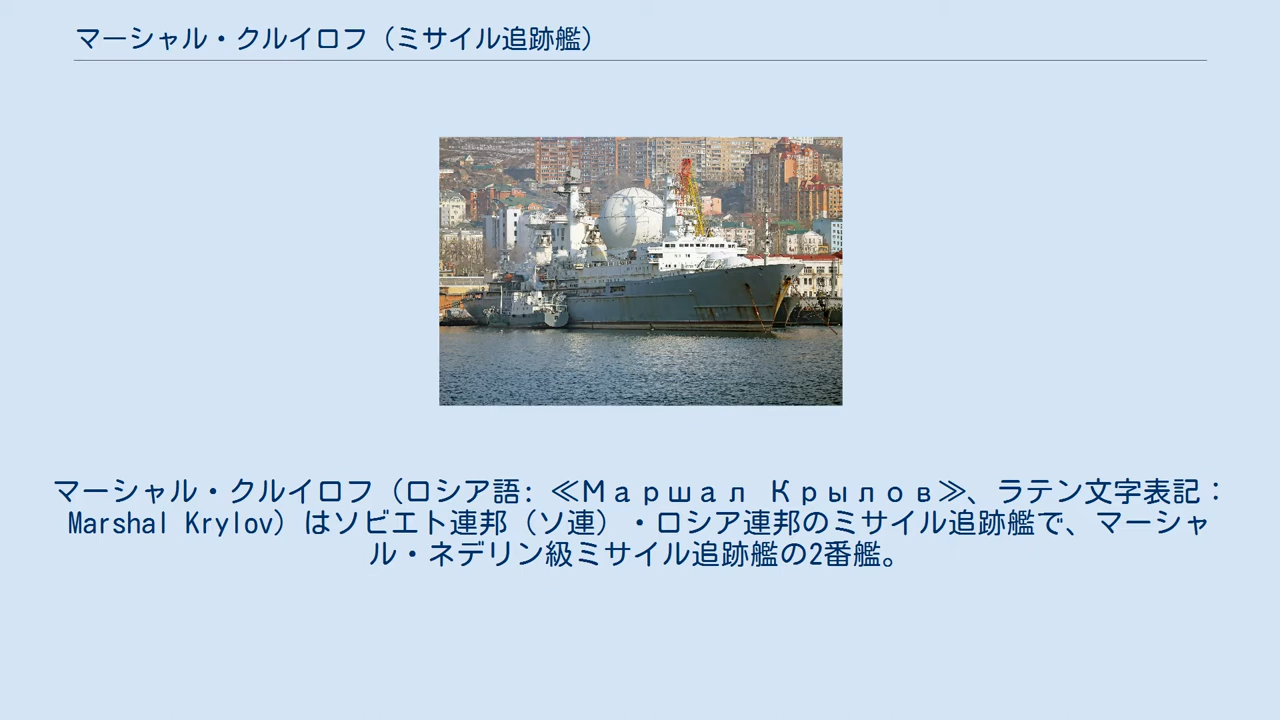 マーシャル・クルイロフ（ミサイル追跡艦）
マーシャル・クルイロフ（ロシア語: ≪Маршал Крылов≫、ラテン文字表記：
Marshal Krylov）はソビエト連邦（ソ連）・ロシア連邦のミサイル追跡艦で、マーシャ
ル・ネデリン級ミサイル追跡艦の2番艦。